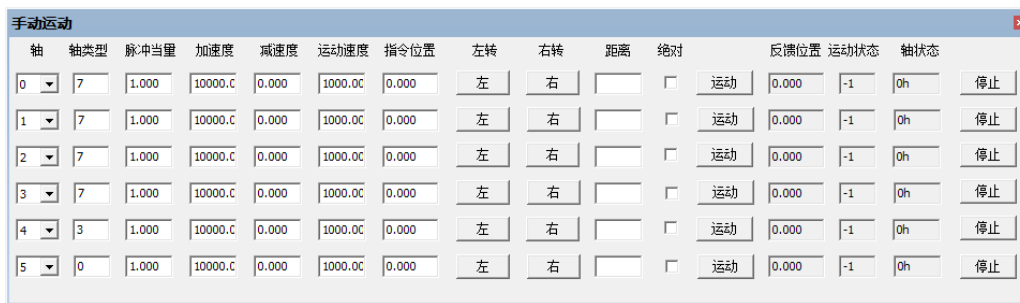 手动运动
轴 轴类型 脉冲当量 加速度 减速度 运动速度 指令位置 左转 右转 距离 绝对 反馈位置 运动状态 轴状态
0 7 1.000 10000.0 0.000 1000.00 0.000 左 右 运动 0.000 -1 0h 停止
1 7 1.000 10000.0 0.000 1000.00 0.000 左 右 运动 0.000 -1 0h 停止
2 7 1.000 10000.0 0.000 1000.00 0.000 左 右 运动 0.000 -1 0h 停止
3 7 1.000 10000.0 0.000 1000.00 0.000 左 右 运动 0.000 -1 0h 停止
4 3 1.000 10000.0 0.000 1000.00 0.000 左 右 运动 0.000 -1 0h 停止
5 0 1.000 10000.0 0.000 1000.00 0.000 左 右 运动 0.000 -1 0h 停止